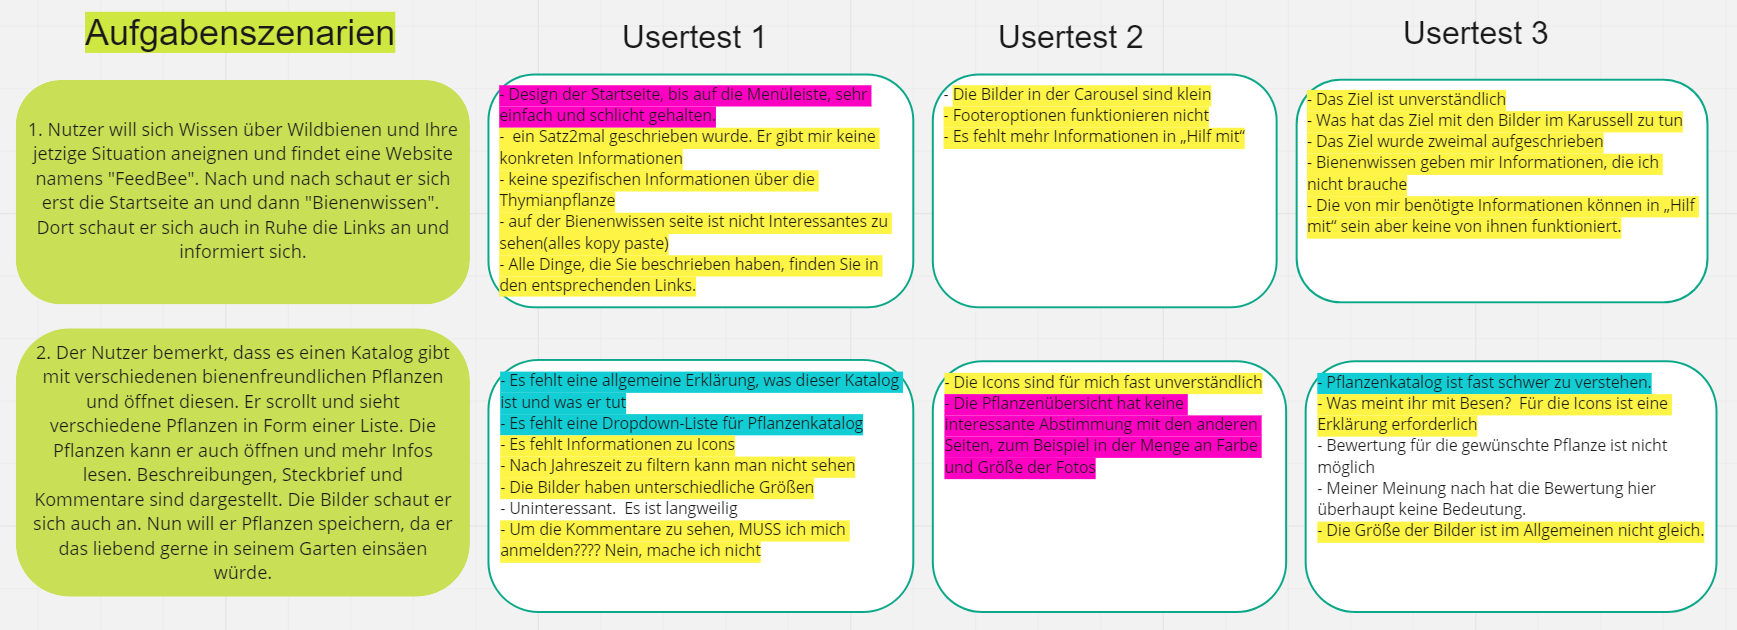 Aufgabenszenarien
Usertest 1
Usertest 2
Usertest 3
1. Nutzer will sich Wissen über Wildbienen und Ihre
jetzige Situation aneignen und findet eine Website
namens "FeedBee". Nach und nach schaut er sich
erst die Startseite an und dann "Bienenwissen".
Dort schaut er sich auch in Ruhe die Links an und
informiert sich.
- Design der Startseite, bis auf die Menüleiste, sehr
einfach und schlicht gehalten.
- ein Satz2mal geschrieben wurde. Er gibt mir keine
konkreten Informationen
- keine spezifischen Informationen über die
Thymianpflanze
- auf der Bienenwissen seite ist nicht Interessantes zu
sehen(alles kopy paste)
- Alle Dinge, die Sie beschrieben haben, finden Sie in
den entsprechenden Links.
- Die Bilder in der Carousel sind klein
- Footeroptionen funktionieren nicht
- Es fehlt mehr Informationen in „Hilf mit“
- Das Ziel ist unverständlich
- Was hat das Ziel mit den Bilder im Karussell zu tun
- Das Ziel wurde zweimal aufgeschrieben
- Bienenwissen geben mir Informationen, die ich
nicht brauche
- Die von mir benötigte Informationen können in „Hilf
mit“ sein aber keine von ihnen funktioniert.
2. Der Nutzer bemerkt, dass es einen Katalog gibt
mit verschiedenen bienenfreundlichen Pflanzen
und öffnet diesen. Er scrollt und sieht
verschiedene Pflanzen in Form einer Liste. Die
Pflanzen kann er auch öffnen und mehr Infos
lesen. Beschreibungen, Steckbrief und
Kommentare sind dargestellt. Die Bilder schaut er
sich auch an. Nun will er Pflanzen speichern, da er
das liebend gerne in seinem Garten einsäen
würde.
- Es fehlt eine allgemeine Erklärung, was dieser Katalog
ist und was er tut
- Es fehlt eine Dropdown-Liste für Pflanzenkatalog
- Es fehlt Informationen zu Icons
- Nach Jahreszeit zu filtern kann man nicht sehen
- Die Bilder haben unterschiedliche Größen
- Uninteressant. Es ist langweilig
- Um die Kommentare zu sehen, MUSS ich mich
anmelden???? Nein, mache ich nicht
- Die Icons sind für mich fast unverständlich
- Die Pflanzenübersicht hat keine
interessante Abstimmung mit den anderen
Seiten, zum Beispiel in der Menge an Farbe
und Größe der Fotos
- Pflanzenkatalog ist fast schwer zu verstehen.
- Was meint ihr mit Besen? Für die Icons ist eine
Erklärung erforderlich
- Bewertung für die gewünschte Pflanze ist nicht
möglich
- Meiner Meinung nach hat die Bewertung hier
überhaupt keine Bedeutung.
- Die Größe der Bilder ist im Allgemeinen nicht gleich.